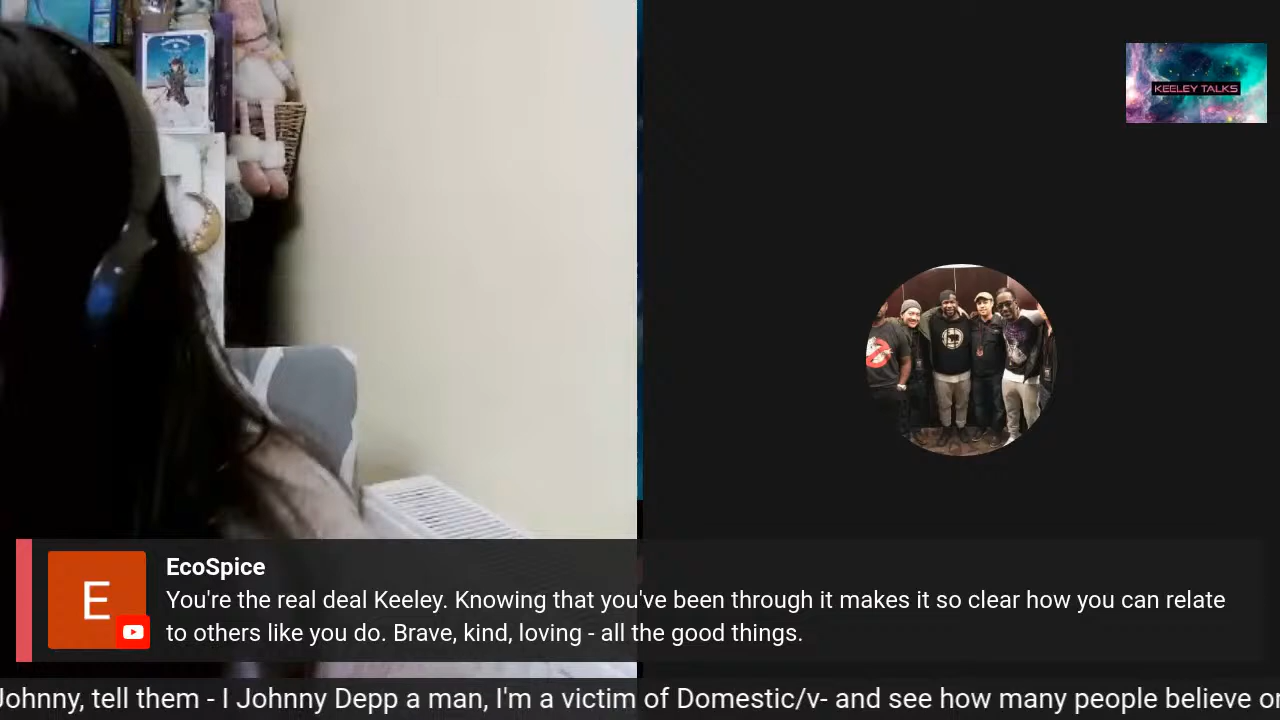 KEELEY TALKS
E
EcoSpice
You're the real deal Keeley. Knowing that you've been through it makes it so clear how you can relate
to others like you do. Brave, kind, loving - all the good things.
Johnny, tell them - I Johnny Depp a man, I'm a victim of Domestic/v- and see how many people believe or